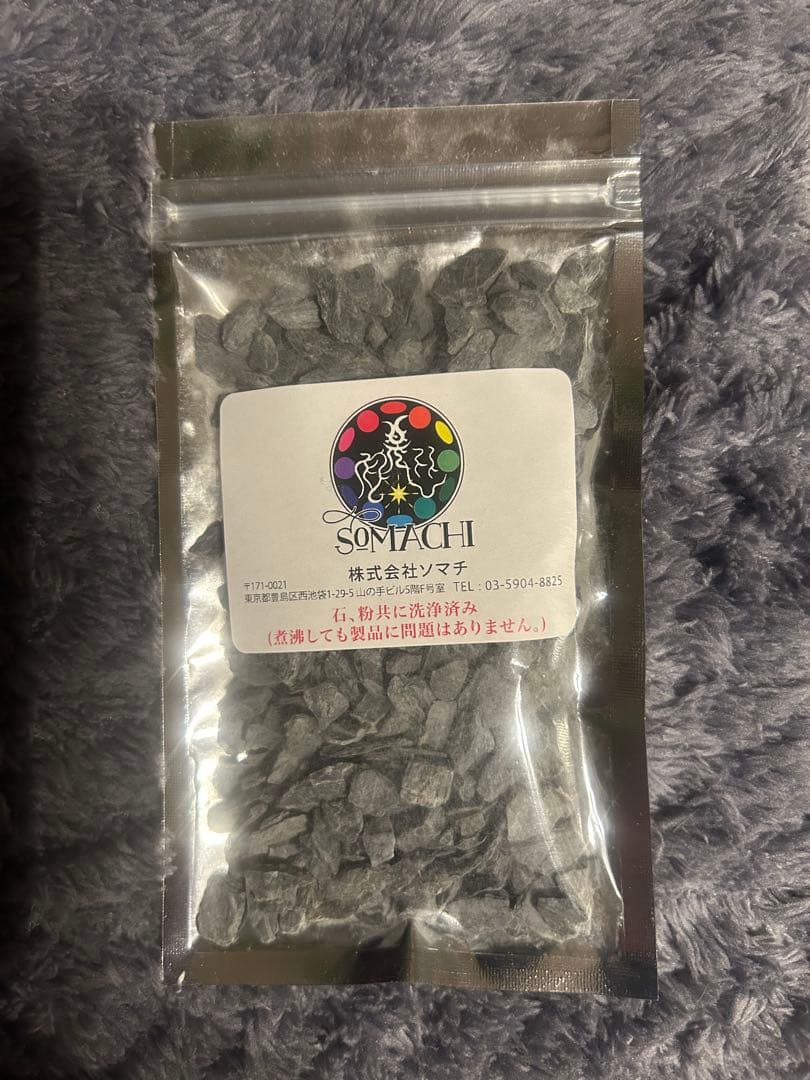 SOMACHI
株式会社ソマチ
〒171-0021
東京都豊島区西池袋1-29-5 山の手ビル5階F号室 TEL : 03-5904-8825
石、粉共に洗浄済み
(煮沸しても製品に問題はありません。)